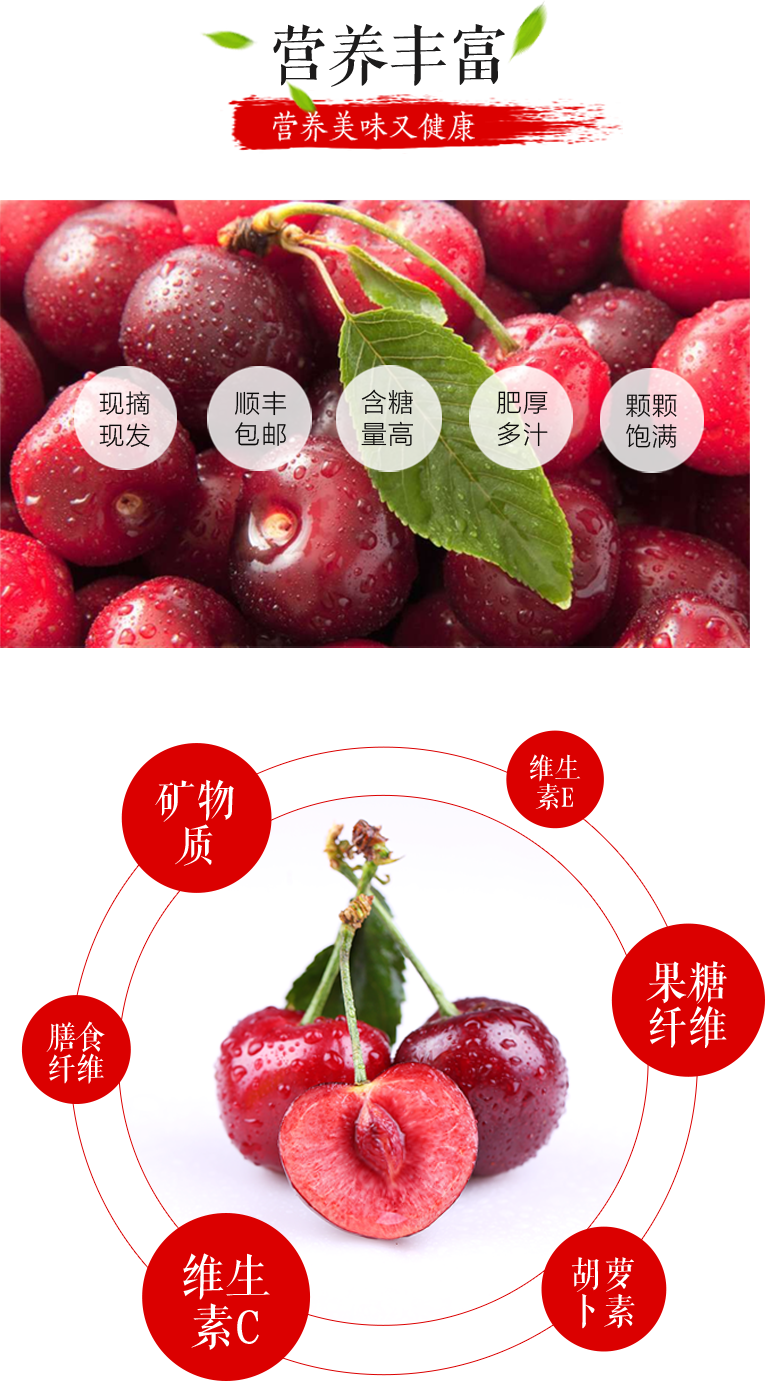 营养丰富
营养美味又健康
现摘
现发
顺丰
包邮
含糖
量高
肥厚
多汁
颗颗
饱满
矿物
质
维生
素E
果糖
纤维
膳食
纤维
维生
素C
胡萝
卜素